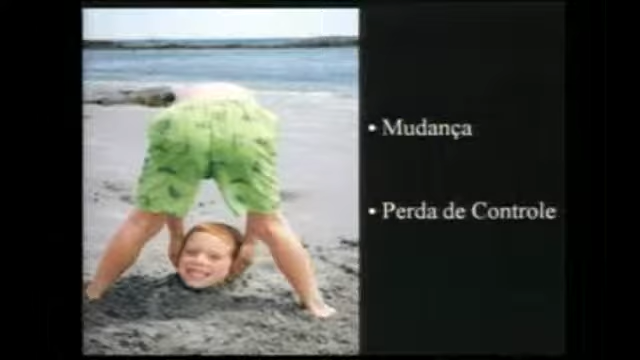 • Mudança
• Perda de Controle